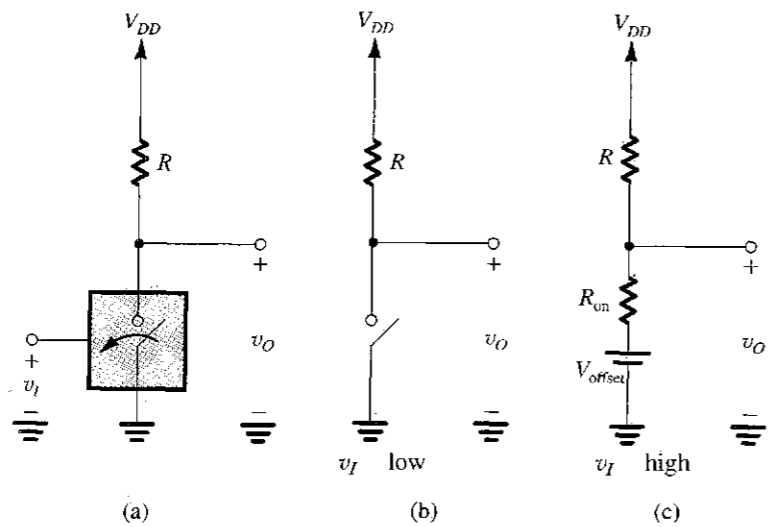 V_DD V_DD V_DD
R R R
+ + +
R_on
+ v_O v_O V_offset v_O
v_I
− − − −
v_I low v_I high
(a) (b) (c)